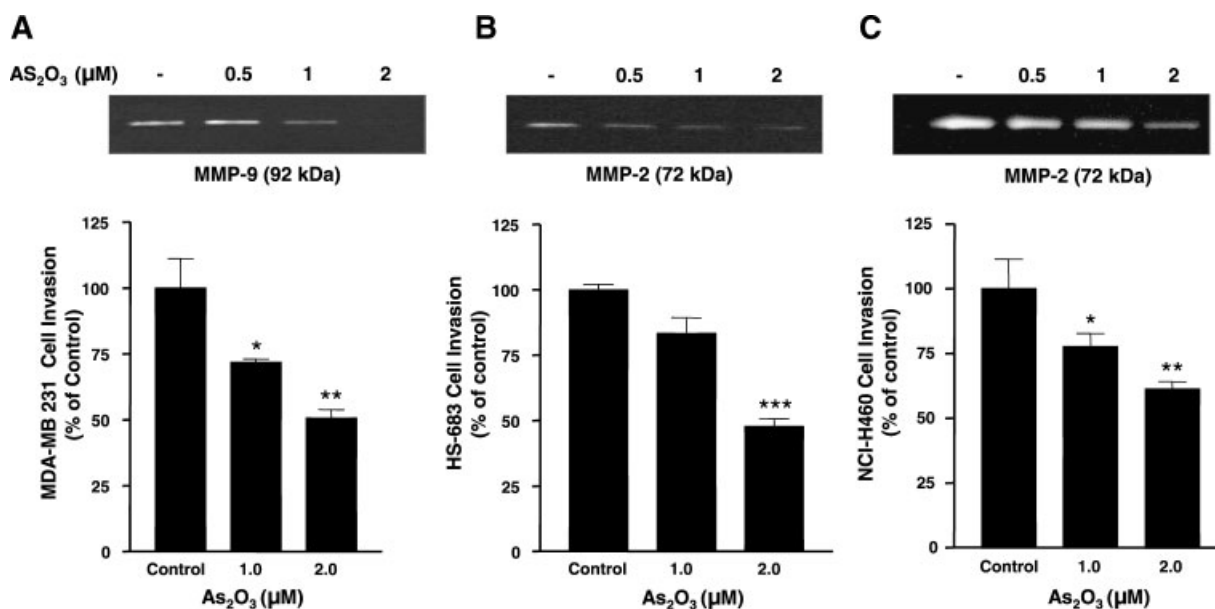 A
AS₂O₃ (µM) - 0.5 1 2
MMP-9 (92 kDa)
MDA-MB 231 Cell Invasion
(% of Control)
125
100
75
50
25
0
*
**
Control 1.0 2.0
As₂O₃ (µM)
B
- 0.5 1 2
MMP-2 (72 kDa)
HS-683 Cell Invasion
(% of control)
125
100
75
50
25
0
***
Control 1.0 2.0
As₂O₃ (µM)
C
- 0.5 1 2
MMP-2 (72 kDa)
NCI-H460 Cell Invasion
(% of control)
125
100
75
50
25
0
*
**
Control 1.0 2.0
As₂O₃ (µM)